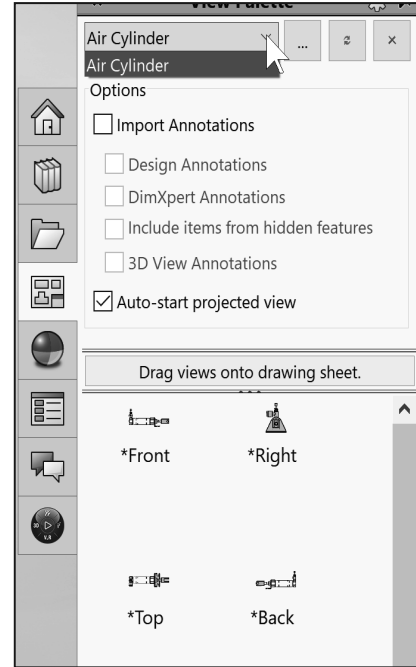 View Palette
Air Cylinder
...
Air Cylinder
Options
Import Annotations
Design Annotations
DimXpert Annotations
Include items from hidden features
3D View Annotations
Auto-start projected view
Drag views onto drawing sheet.
*Front *Right
*Top *Back